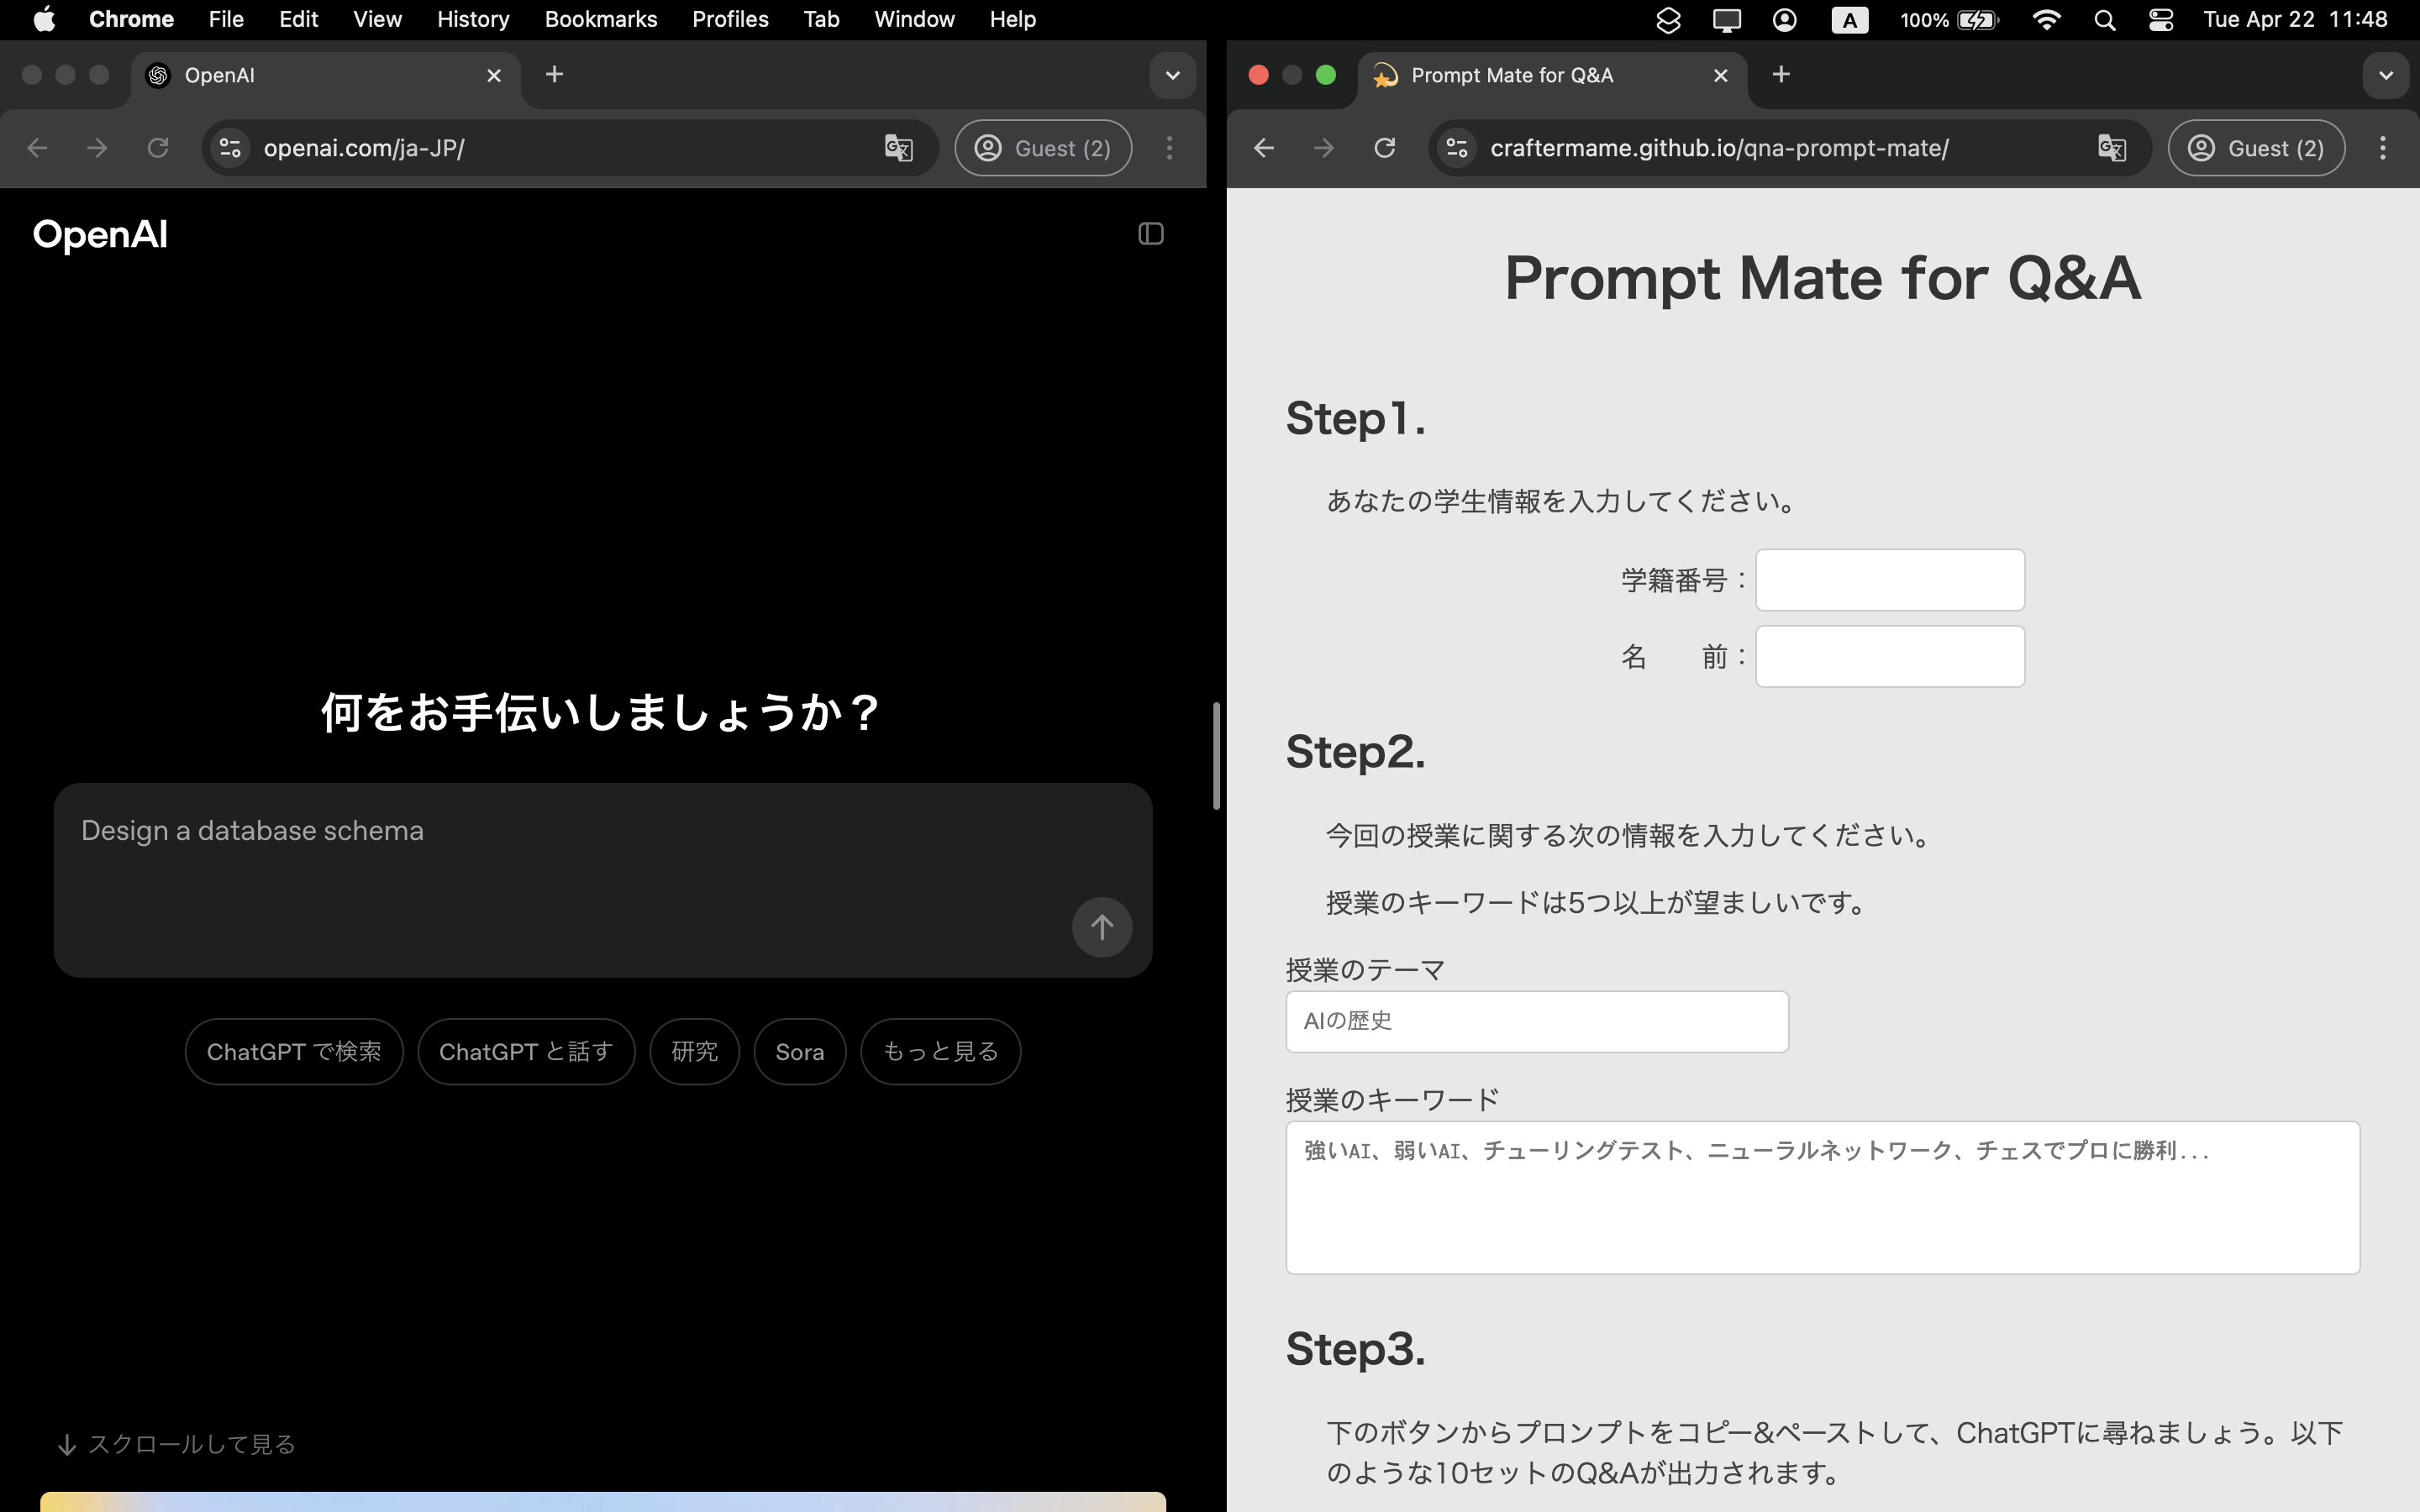 Chrome File Edit View History Bookmarks Profiles Tab Window Help A 100% Tue Apr 22 11:48
OpenAI
openai.com/ja-JP/
Guest (2)
OpenAI
何をお手伝いしましょうか？
Design a database schema
ChatGPT で検索
ChatGPT と話す
研究
Sora
もっと見る
スクロールして見る
Prompt Mate for Q&A
craftermame.github.io/qna-prompt-mate/
Guest (2)
Prompt Mate for Q&A
Step1.
あなたの学生情報を入力してください。
学籍番号：
名　　前：
Step2.
今回の授業に関する次の情報を入力してください。
授業のキーワードは5つ以上が望ましいです。
授業のテーマ
AIの歴史
授業のキーワード
強いAI、弱いAI、チューリングテスト、ニューラルネットワーク、チェスでプロに勝利...
Step3.
下のボタンからプロンプトをコピー&ペーストして、ChatGPTに尋ねましょう。以下
のような10セットのQ&Aが出力されます。